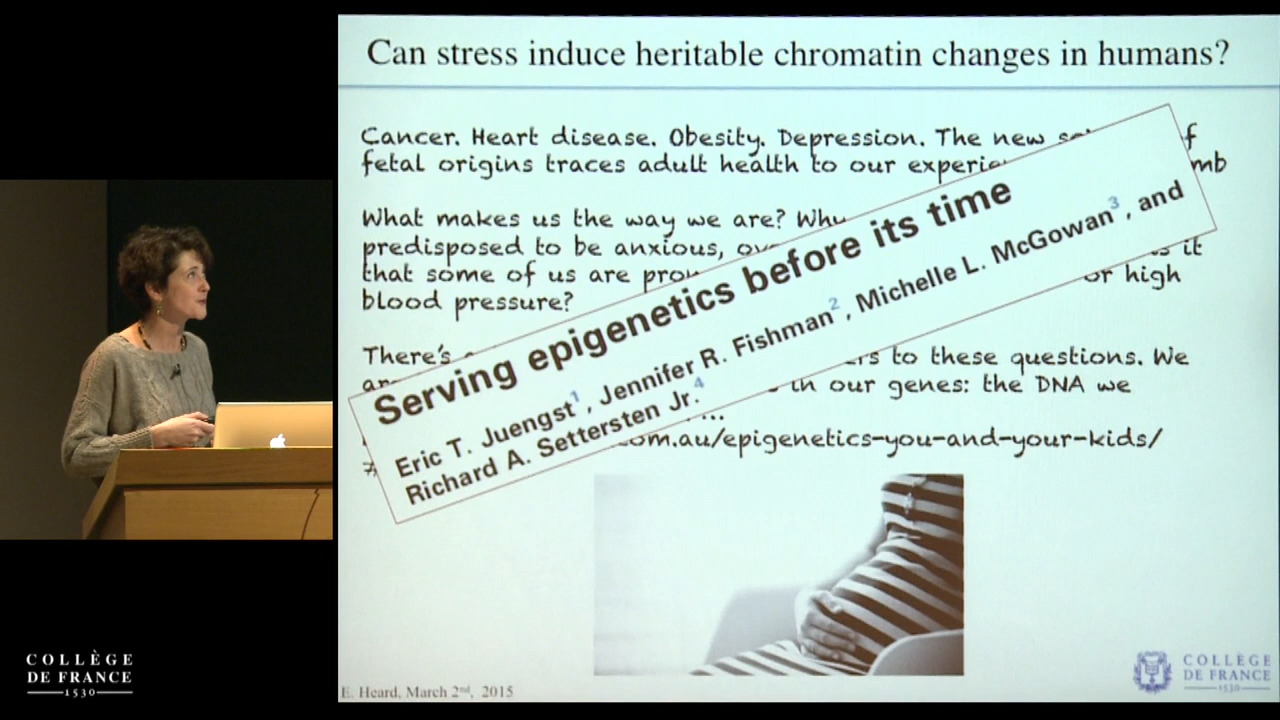 Can stress induce heritable chromatin changes in humans?
Cancer. Heart disease. Obesity. Depression. The new
fetal origins traces adult health to our
What makes us the way we are? Why
predisposed to be anxious,
that some of us are or high
blood pressure?
There's to these questions. We
in our genes: the DNA we
...
.com.au/epigenetics-you-and-your-kids/
Serving epigenetics before its time
Eric T. Juengst1, Jennifer R. Fishman2, Michelle L. McGowan3, and
Richard A. Settersten Jr.4
E. Heard, March 2nd, 2015
COLLÈGE
DE FRANCE
1530
COLLÈGE
DE FRANCE
1530